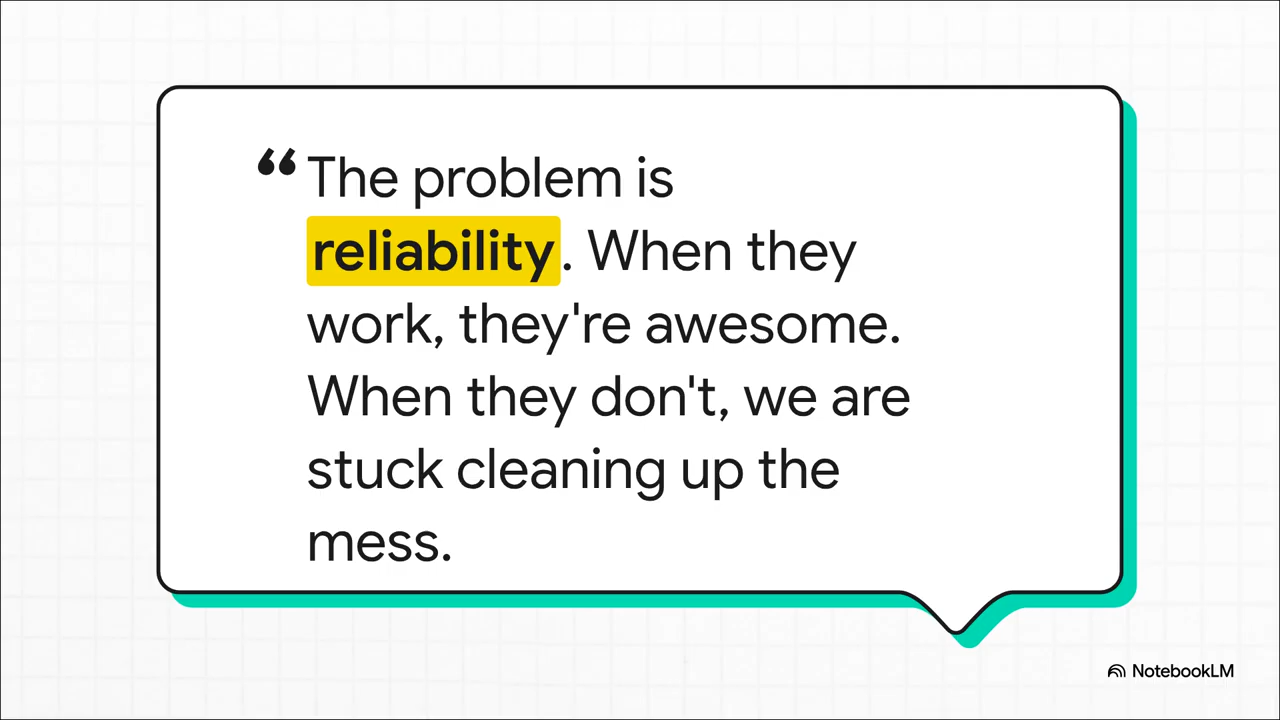 “The problem is
reliability. When they
work, they're awesome.
When they don't, we are
stuck cleaning up the
mess.
NotebookLM